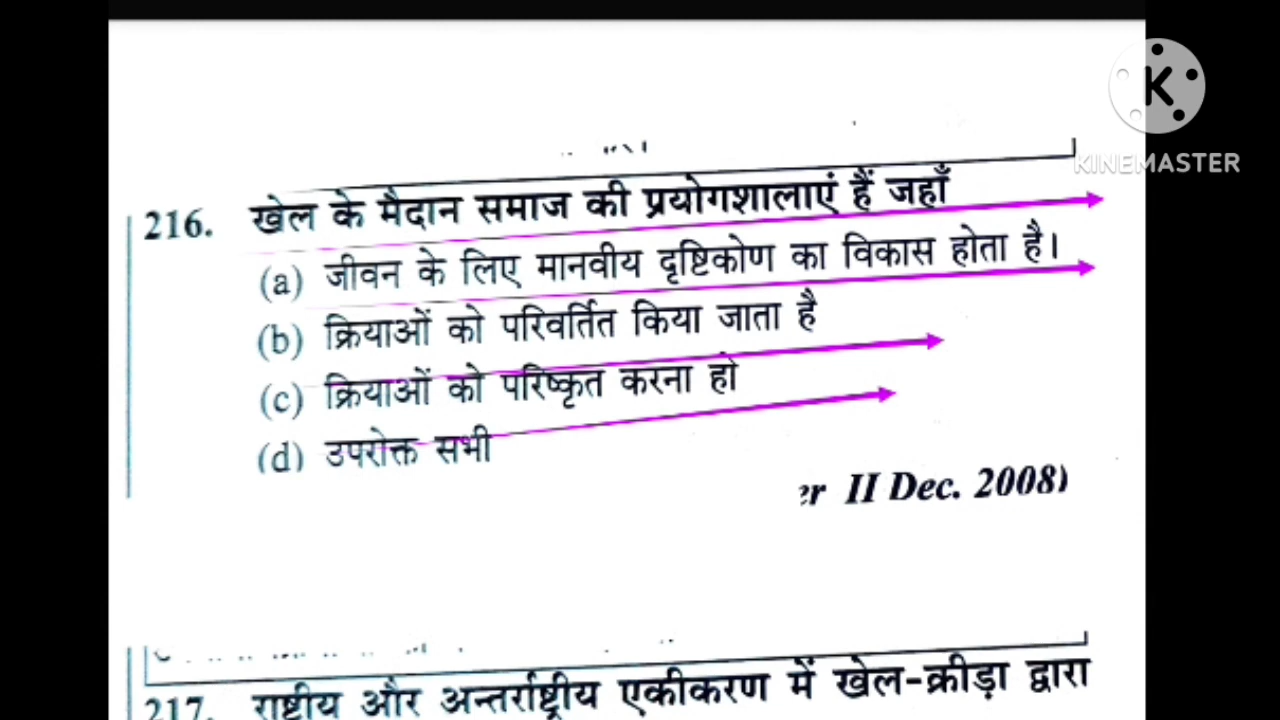 K
KINEMASTER
216. खेल के मैदान समाज की प्रयोगशालाएं हैं जहाँ
(a) जीवन के लिए मानवीय दृष्टिकोण का विकास होता है।
(b) क्रियाओं को परिवर्तित किया जाता है
(c) क्रियाओं को परिष्कृत करना हो
(d) उपरोक्त सभी
II Dec. 2008)
217. राष्ट्रीय और अन्तर्राष्ट्रीय एकीकरण में खेल-क्रीड़ा द्वारा